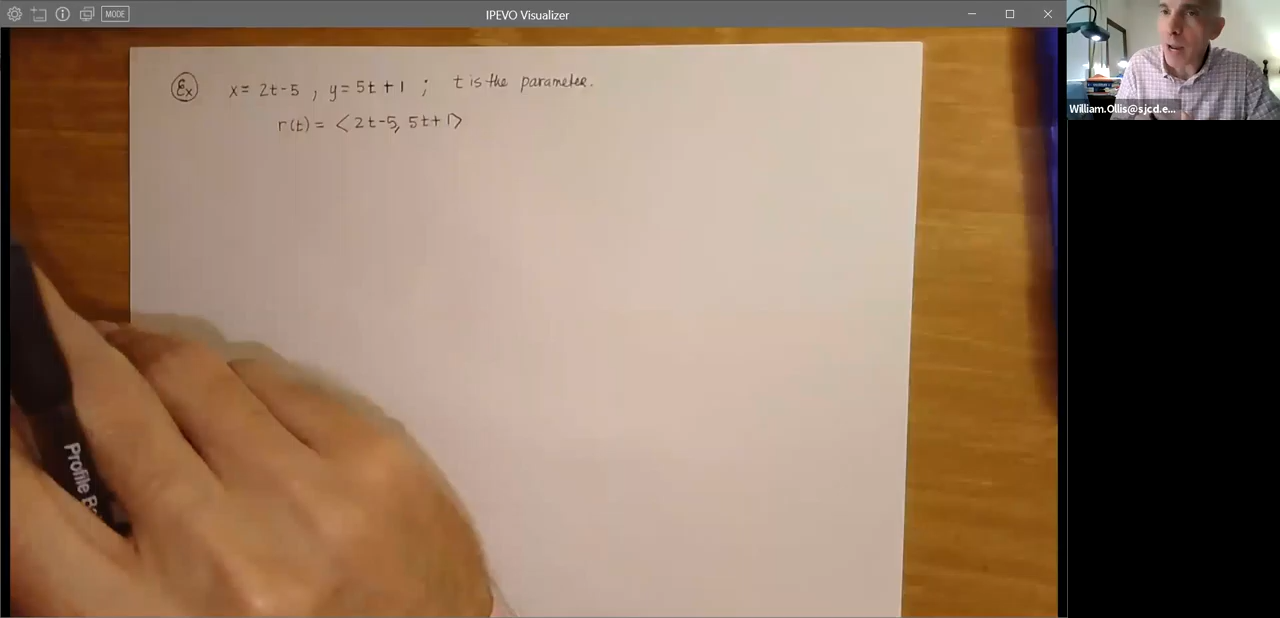 MODE
IPEVO Visualizer
William.Ollis@sjcd.e...
Ex x= 2t-5 , y= 5t+1 ; t is the parameter.
r(t) = <2t-5, 5t+1>
Profile